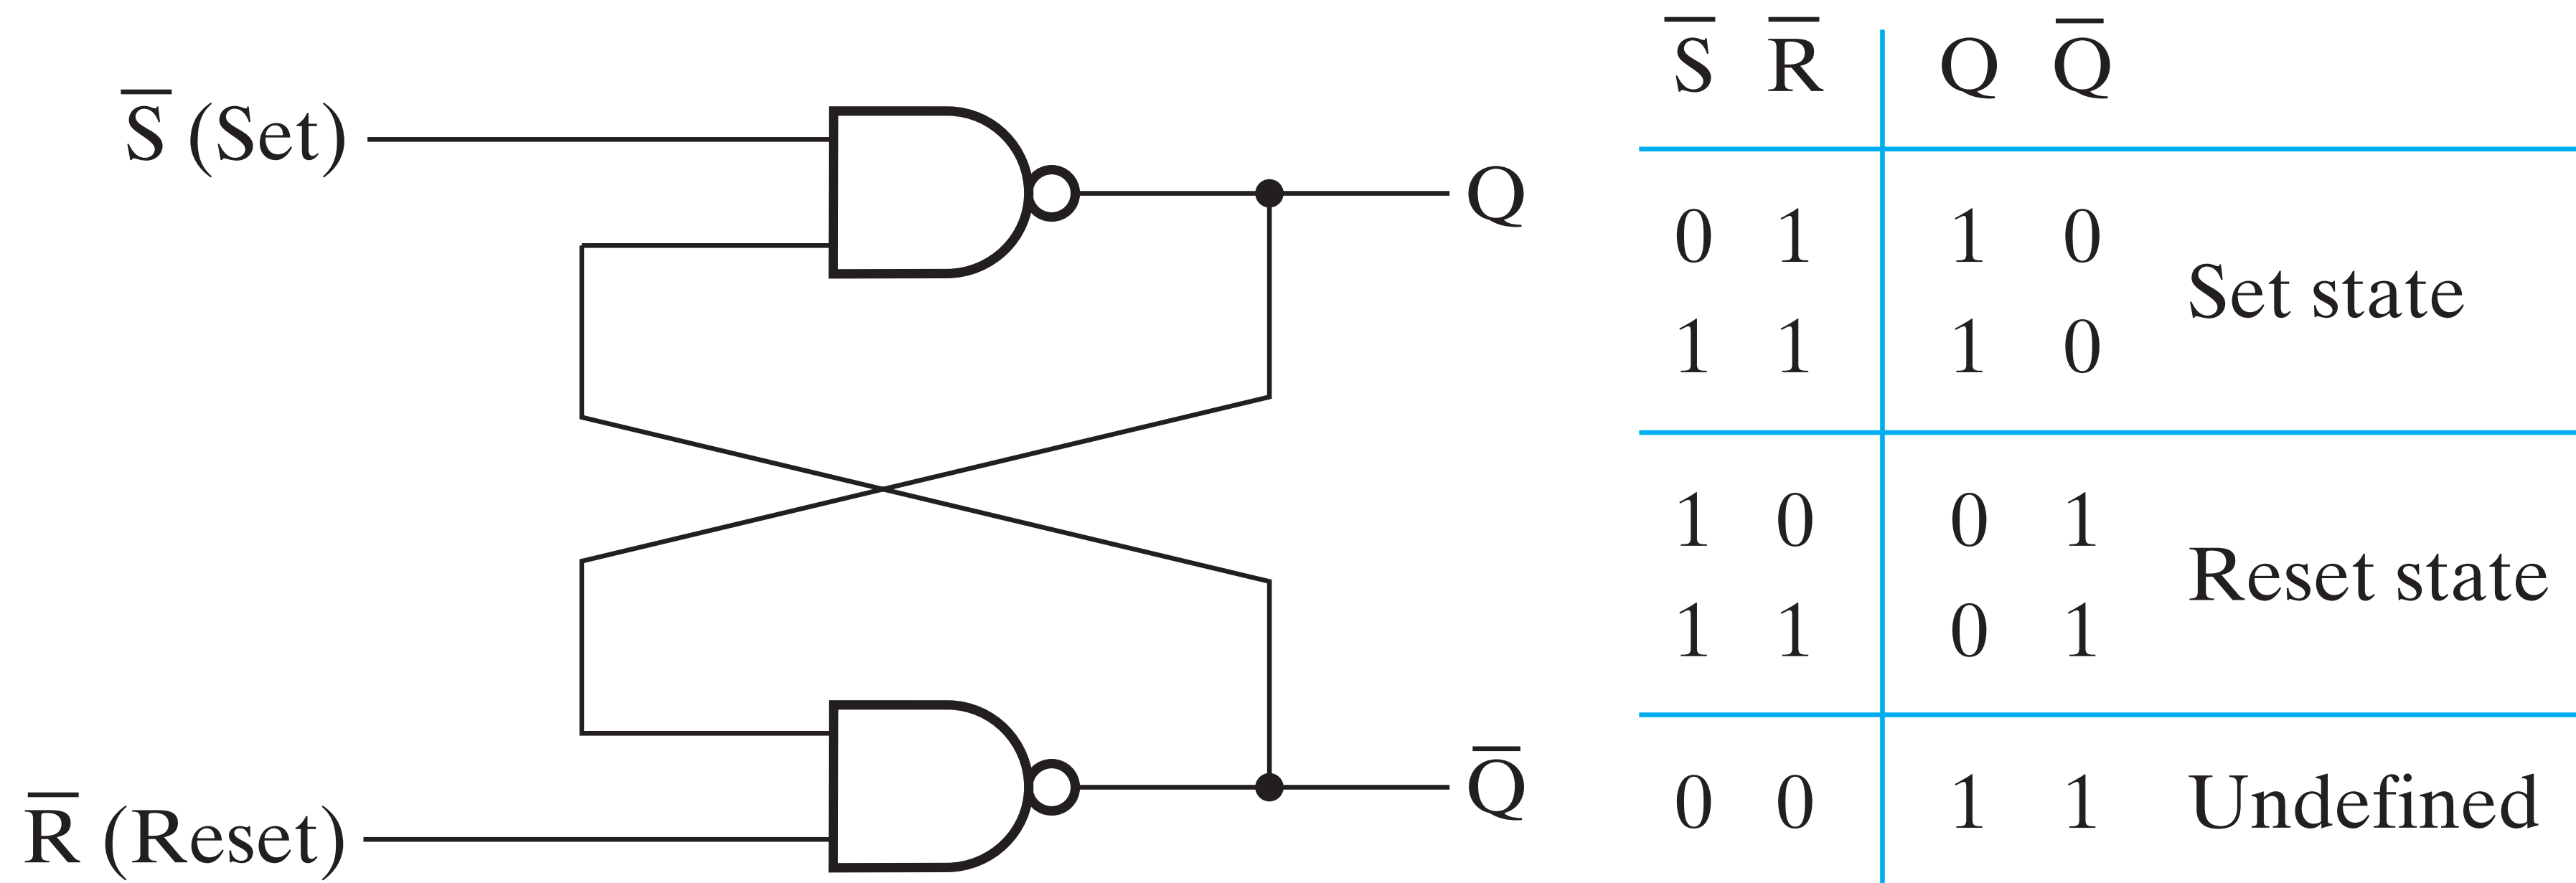 S̅ (Set)
Q
R̅ (Reset)
Q̅
S̅ R̅ Q Q̅
0 1 1 0
Set state
1 1 1 0
1 0 0 1
Reset state
1 1 0 1
0 0 1 1 Undefined